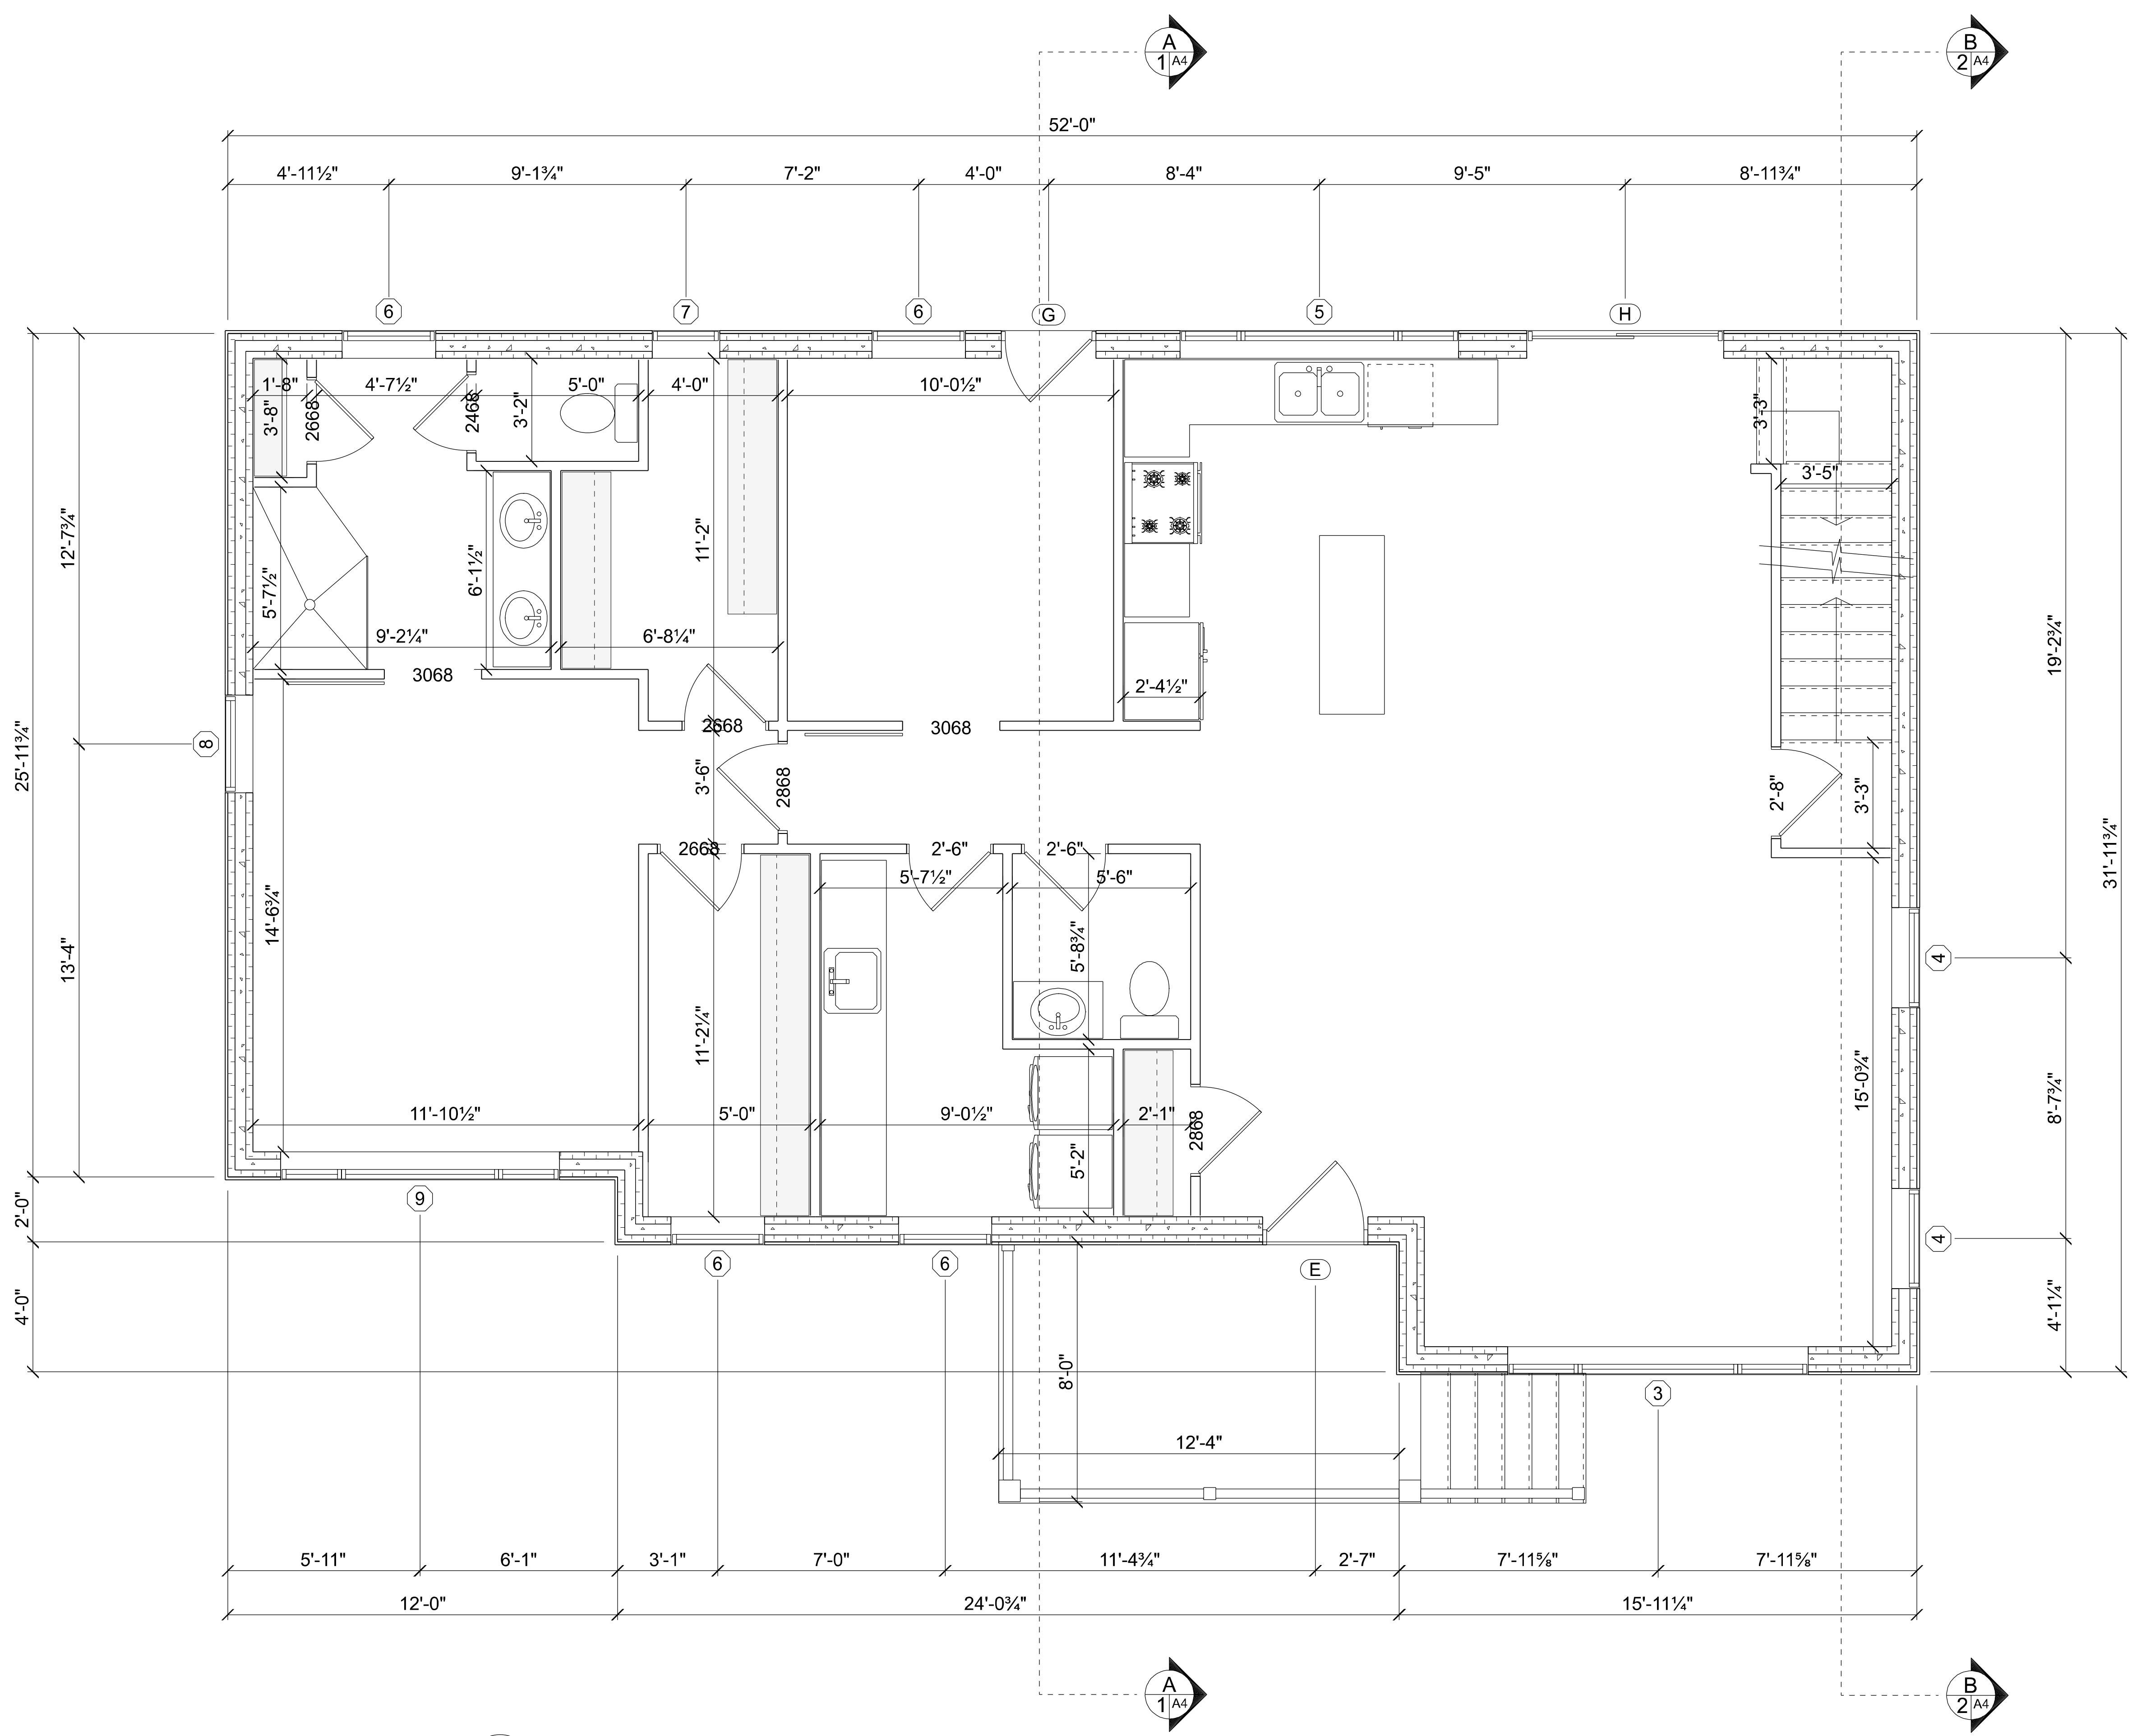 A
1 A4
B
2 A4
52'-0"
4'-11½" 9'-1¾" 7'-2" 4'-0" 8'-4" 9'-5" 8'-11¾"
6 7 6 G 5 H
1'-8" 4'-7½" 5'-0" 4'-0" 10'-0½"
3'-8" 2668 2468 3'-2" 3'-3"
3'-5"
12'-7¾" 5'-7½" 6'-1½" 11'-2"
9'-2¼" 6'-8¼" 19'-2¾"
3068 2'-4½"
2668 3068
25'-11¾" 8 3'-6" 2868 2'-8" 3'-3" 31'-11¾"
2668 2'-6" 2'-6"
5'-7½" 5'-6"
13'-4" 14'-6¾" 5'-8¾" 4
11'-2¼" 15'-0¾" 8'-7¾"
11'-10½" 5'-0" 9'-0½" 2'-1" 2868
5'-2"
2'-0" 9 4
6 6 E
4'-0" 4'-1¼"
8'-0" 3
12'-4"
5'-11" 6'-1" 3'-1" 7'-0" 11'-4¾" 2'-7" 7'-11⅝" 7'-11⅝"
12'-0" 24'-0¾" 15'-11¼"
A
1 A4
B
2 A4